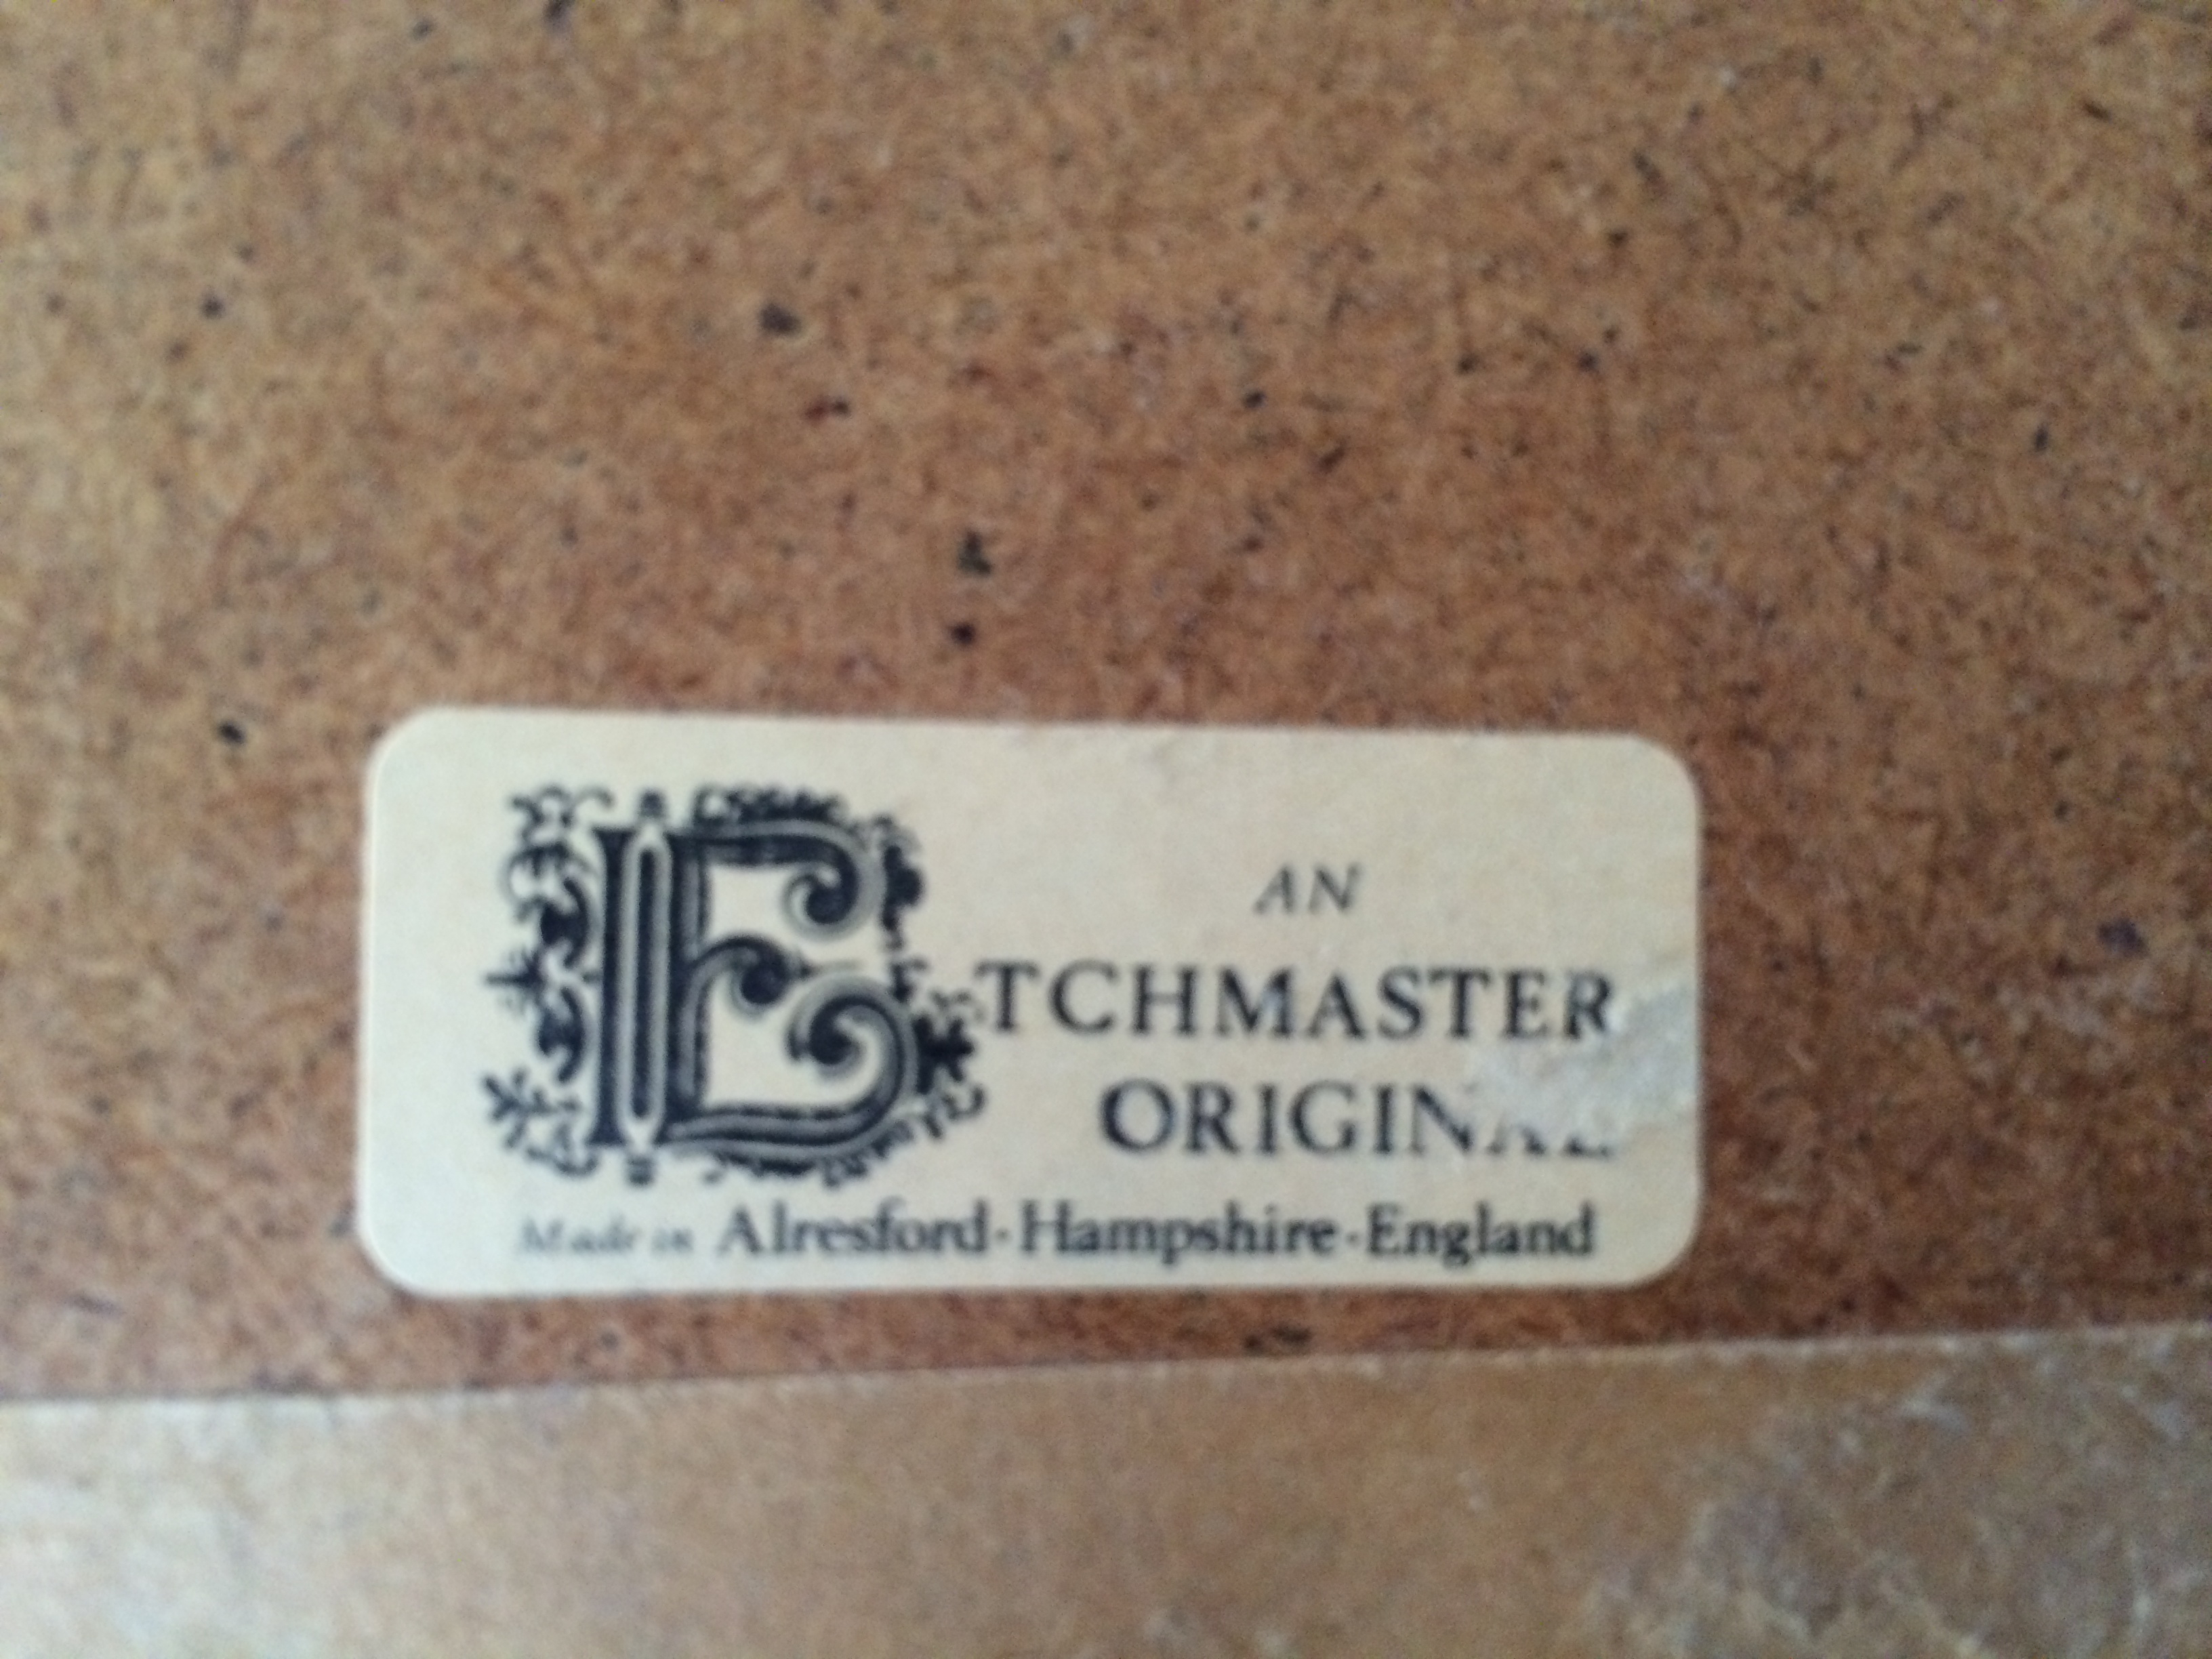 AN
ETCHMASTER
ORIGINAL
Made in Alresford·Hampshire·England